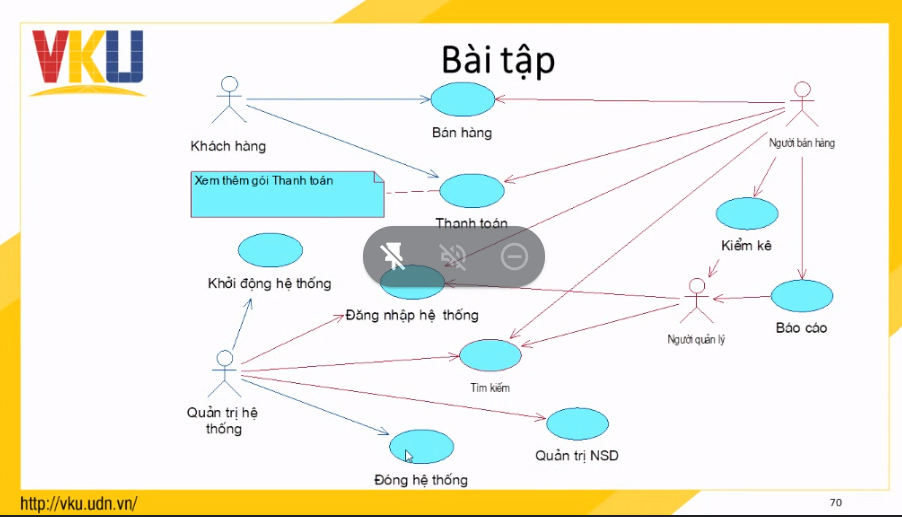 VKU
Bài tập
Bán hàng
Khách hàng
Người bán hàng
Xem thêm gói Thanh toán
Thanh toán
Kiểm kê
Khởi động hệ thống
Đăng nhập hệ thống
Báo cáo
Người quản lý
Tìm kiếm
Quản trị hệ
thống
Quản trị NSD
Đóng hệ thống
http://vku.udn.vn/
70